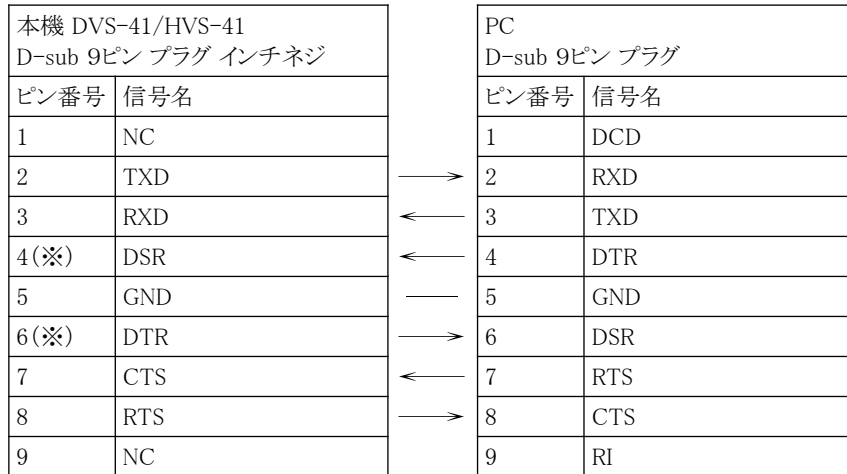 本機 DVS-41/HVS-41
D-sub 9ピン プラグ インチネジ
ピン番号 信号名
1 NC
2 TXD
3 RXD
4(※) DSR
5 GND
6(※) DTR
7 CTS
8 RTS
9 NC
PC
D-sub 9ピン プラグ
ピン番号 信号名
1 DCD
2 RXD
3 TXD
4 DTR
5 GND
6 DSR
7 RTS
8 CTS
9 RI